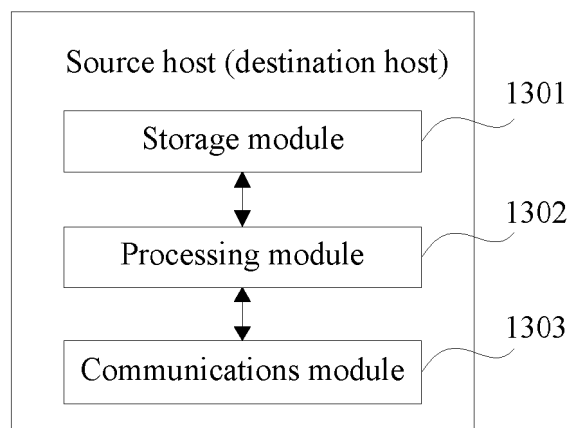 Source host (destination host)
1301
Storage module
1302
Processing module
1303
Communications module